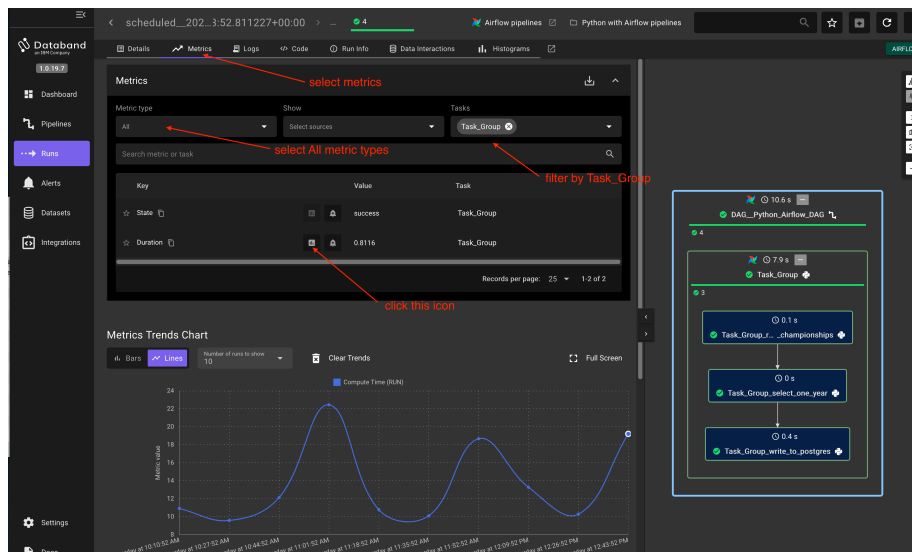 Databand
an IBM Company
1.0.19.7
Dashboard
Pipelines
Runs
Alerts
Datasets
Integrations
Settings
scheduled__202...3:52.811227+00:00
...
4
Airflow pipelines
Python with Airflow pipelines
Details
Metrics
Logs
Code
Run Info
Data Interactions
Histograms
select metrics
Metrics
Metric type
Show
Tasks
All
Select sources
Task_Group
select All metric types
Search metric or task
filter by Task_Group
Key
Value
Task
State
success
Task_Group
Duration
0.8116
Task_Group
Records per page:
25
1-2 of 2
click this icon
Metrics Trends Chart
Bars
Lines
Number of runs to show
10
Clear Trends
Full Screen
Compute Time (RUN)
Metric value
24
22
20
18
16
14
12
10
8
10.6 s
DAG__Python_Airflow_DAG
4
7.9 s
Task_Group
3
0.1 s
Task_Group_r... _championships
0 s
Task_Group_select_one_year
0.4 s
Task_Group_write_to_postgres